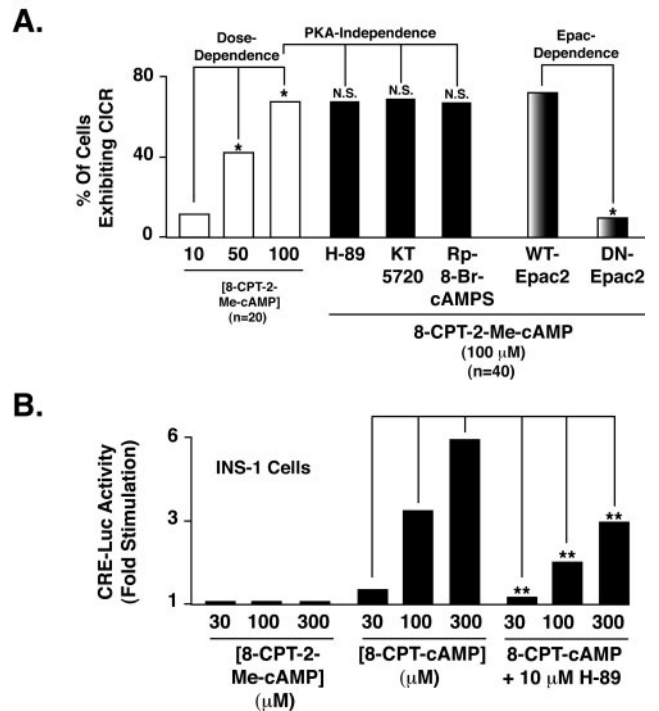 A.
Dose-
Dependence
PKA-Independence
Epac-
Dependence
% Of Cells
Exhibiting CICR
80
40
0
*
*
N.S.
N.S.
N.S.
*
10 50 100
[8-CPT-2-
Me-cAMP]
(n=20)
H-89
KT
5720
Rp-
8-Br-
cAMPS
WT-
Epac2
DN-
Epac2
8-CPT-2-Me-cAMP
(100 µM)
(n=40)
B.
CRE-Luc Activity
(Fold Stimulation)
6
3
1
INS-1 Cells
**
**
**
30 100 300
[8-CPT-2-
Me-cAMP]
(µM)
30 100 300
[8-CPT-cAMP]
(µM)
30 100 300
8-CPT-cAMP
+ 10 µM H-89